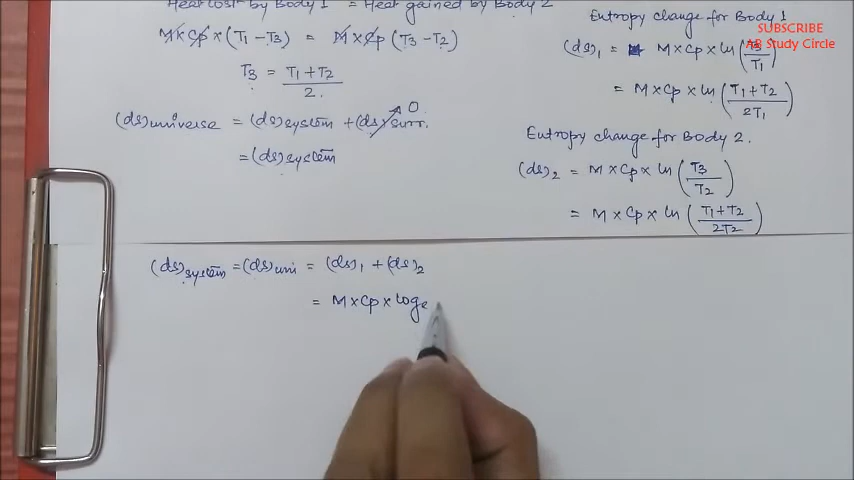 Heat lost by Body 1 = Heat gained by Body 2
M×Cp×(T1-T3) = M×Cp (T3-T2)
T3 = T1+T2 / 2
(ds)universe = (ds)system + (ds)surr. → 0
= (ds)system
Entropy change for Body 1
(ds)1 = M×Cp×ln (T3/T1)
= M×Cp×ln (T1+T2 / 2T1)
Entropy change for Body 2.
(ds)2 = M×Cp×ln (T3/T2)
= M×Cp×ln (T1+T2 / 2T2)
(ds)system = (ds)uni = (ds)1 + (ds)2
= M×Cp×loge
SUBSCRIBE
AB Study Circle